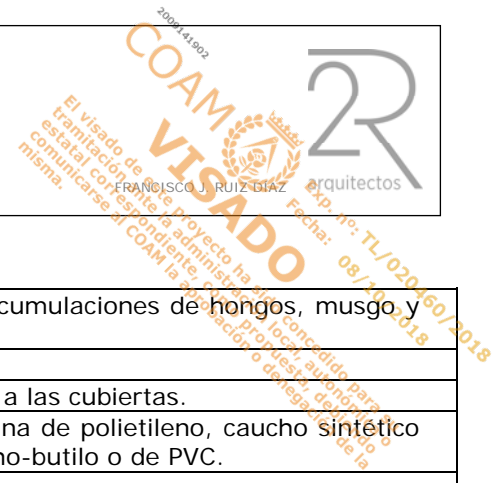 2009141902
COAM
VISADO
El visado de este proyecto ha sido concedido para su
tramitación ante la administración local, autonómico o
estatal correspondiente, como propuesta, debiendo
comunicarse al COAM la aprobación o denegación de la
misma.
Exp. nº: TL/020460/2018
Fecha: 08/10/2018
2R
FRANCISCO J. RUIZ DÍAZ
arquitectos
cumulaciones de hongos, musgo y
a las cubiertas.
na de polietileno, caucho sintético
no-butilo o de PVC.